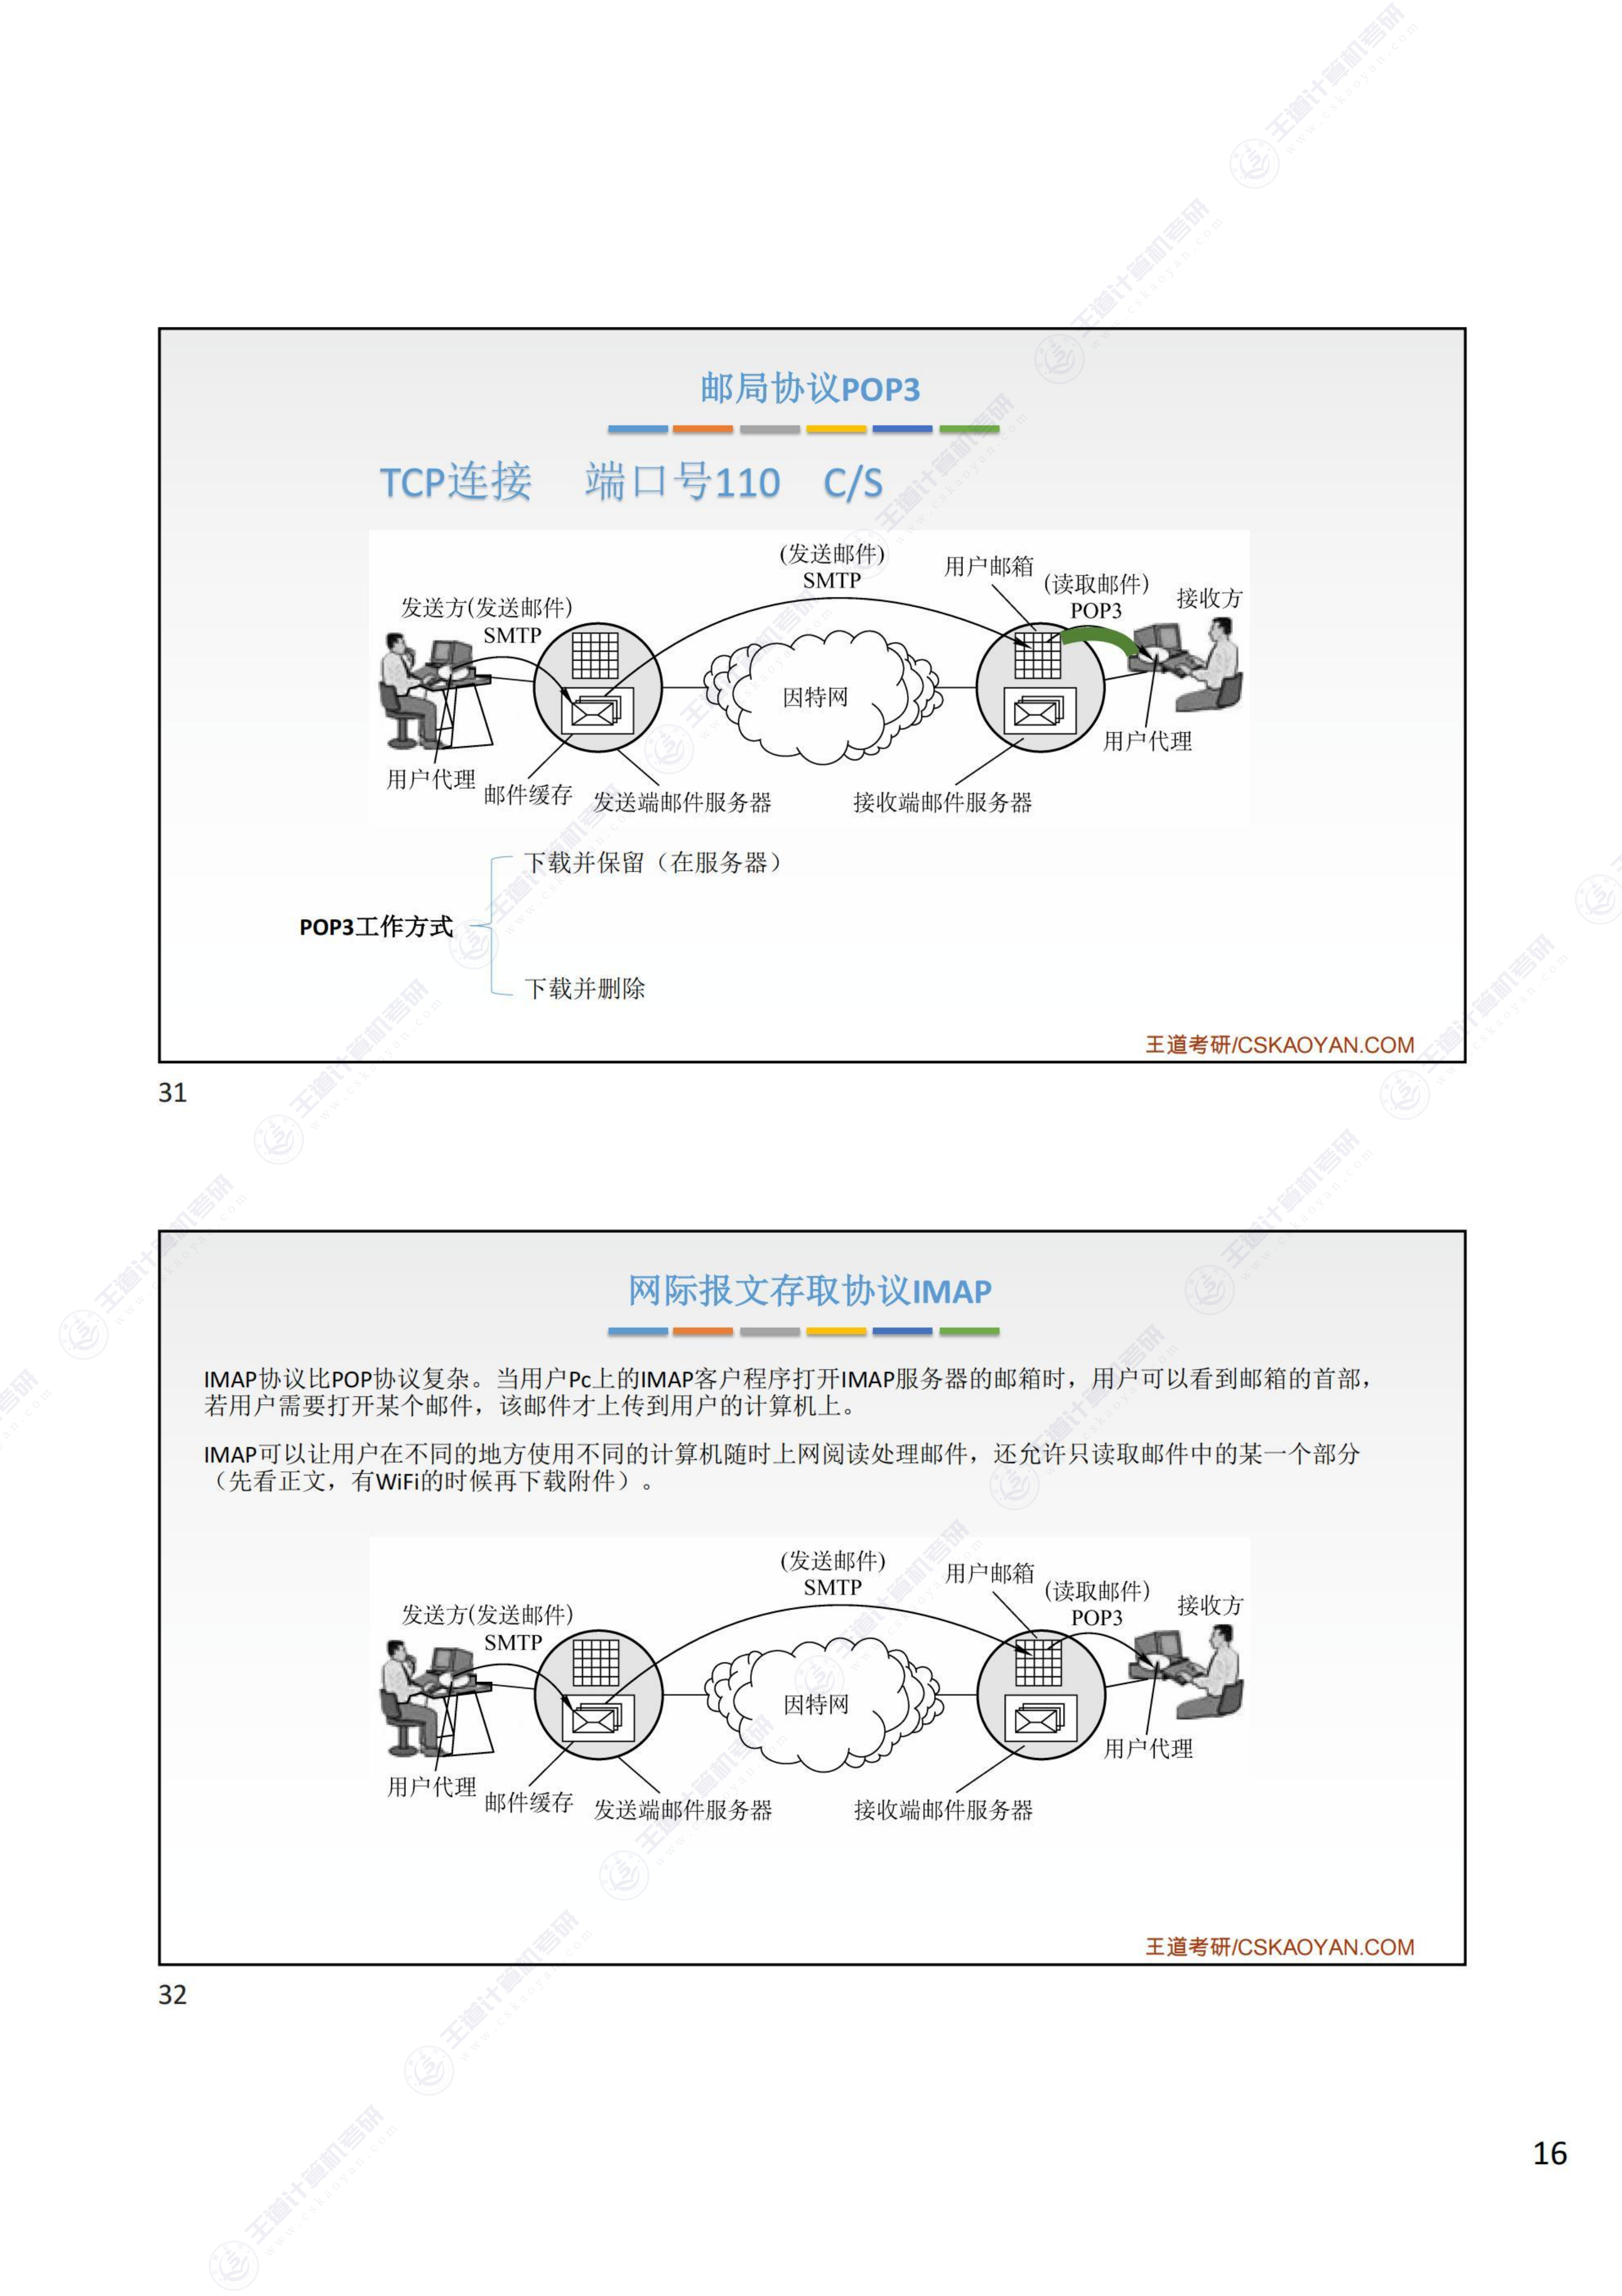 邮局协议POP3
TCP连接 端口号110 C/S
(发送邮件)
SMTP
用户邮箱
(读取邮件)
POP3
接收方
发送方(发送邮件)
SMTP
因特网
用户代理
用户代理
邮件缓存
发送端邮件服务器
接收端邮件服务器
下载并保留（在服务器）
POP3工作方式
下载并删除
王道考研/CSKAOYAN.COM
31
网际报文存取协议IMAP
IMAP协议比POP协议复杂。当用户Pc上的IMAP客户程序打开IMAP服务器的邮箱时，用户可以看到邮箱的首部，
若用户需要打开某个邮件，该邮件才上传到用户的计算机上。
IMAP可以让用户在不同的地方使用不同的计算机随时上网阅读处理邮件，还允许只读取邮件中的某一个部分
（先看正文，有WiFi的时候再下载附件）。
(发送邮件)
SMTP
用户邮箱
(读取邮件)
POP3
接收方
发送方(发送邮件)
SMTP
因特网
用户代理
用户代理
邮件缓存
发送端邮件服务器
接收端邮件服务器
王道考研/CSKAOYAN.COM
32
16
王道计算机考研
www.cskaoyan.com